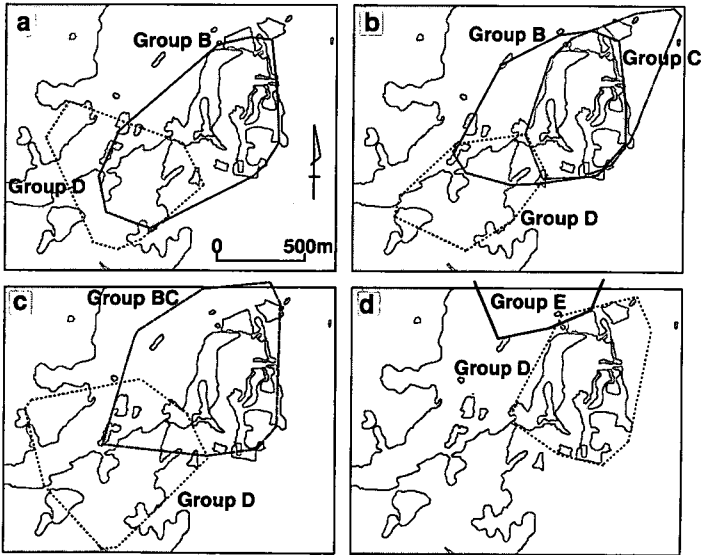 a
Group B
Group D
0 500m
b
Group B
Group C
Group D
c
Group BC
Group D
d
Group E
Group D